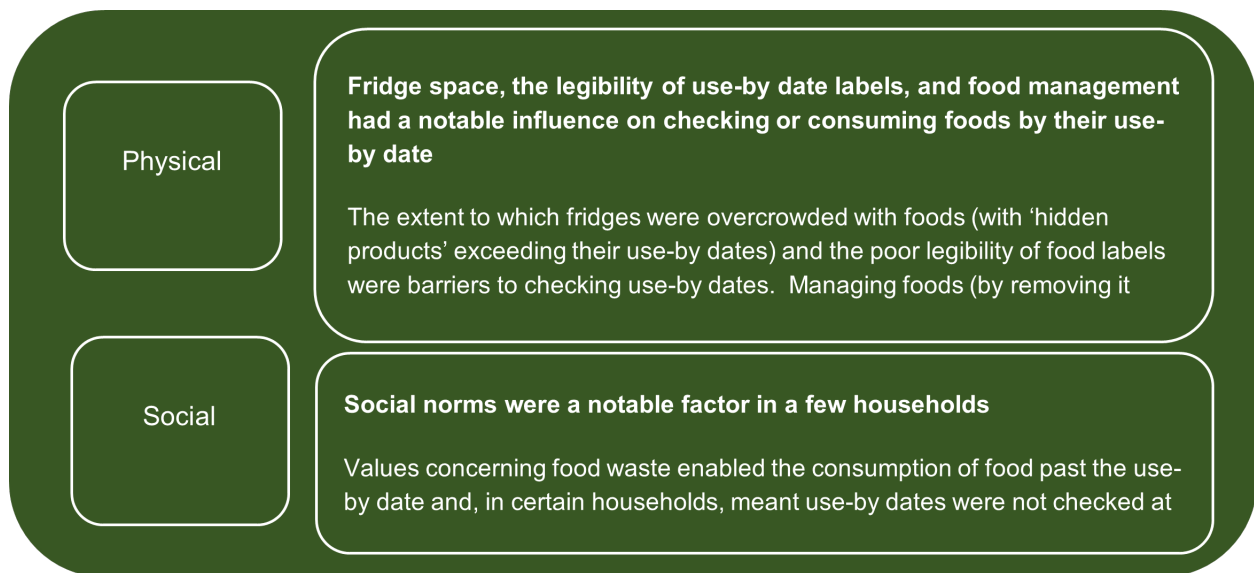 Physical
Fridge space, the legibility of use-by date labels, and food management
had a notable influence on checking or consuming foods by their use-
by date
The extent to which fridges were overcrowded with foods (with ‘hidden
products’ exceeding their use-by dates) and the poor legibility of food labels
were barriers to checking use-by dates.  Managing foods (by removing it
Social
Social norms were a notable factor in a few households
Values concerning food waste enabled the consumption of food past the use-
by date and, in certain households, meant use-by dates were not checked at